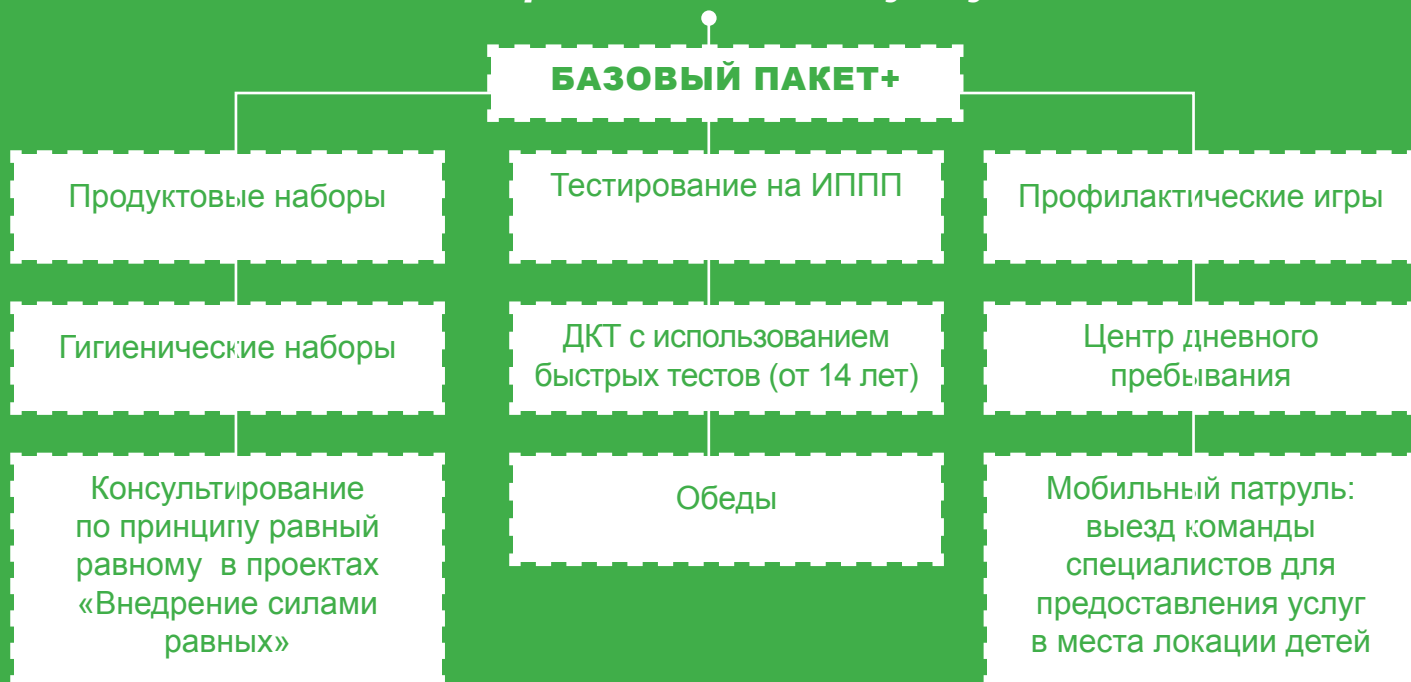 БАЗОВЫЙ ПАКЕТ+
Продуктовые наборы
Тестирование на ИППП
Профилактические игры
Гигиенические наборы
ДКТ с использованием
быстрых тестов (от 14 лет)
Центр дневного
пребывания
Консультирование
по принципу равный
равному в проектах
«Внедрение силами
равных»
Обеды
Мобильный патруль:
выезд команды
специалистов для
предоставления услуг
в места локации детей